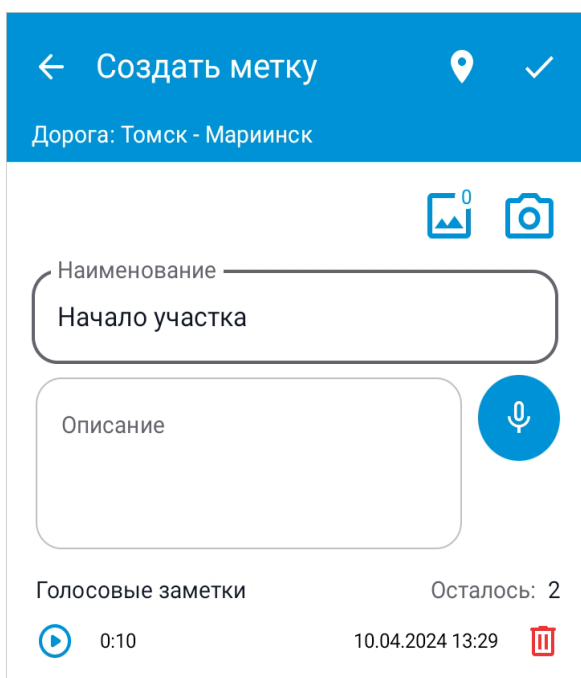 Создать метку
Дорога: Томск - Мариинск
0
Наименование
Начало участка
Описание
Голосовые заметки Осталось: 2
0:10 10.04.2024 13:29